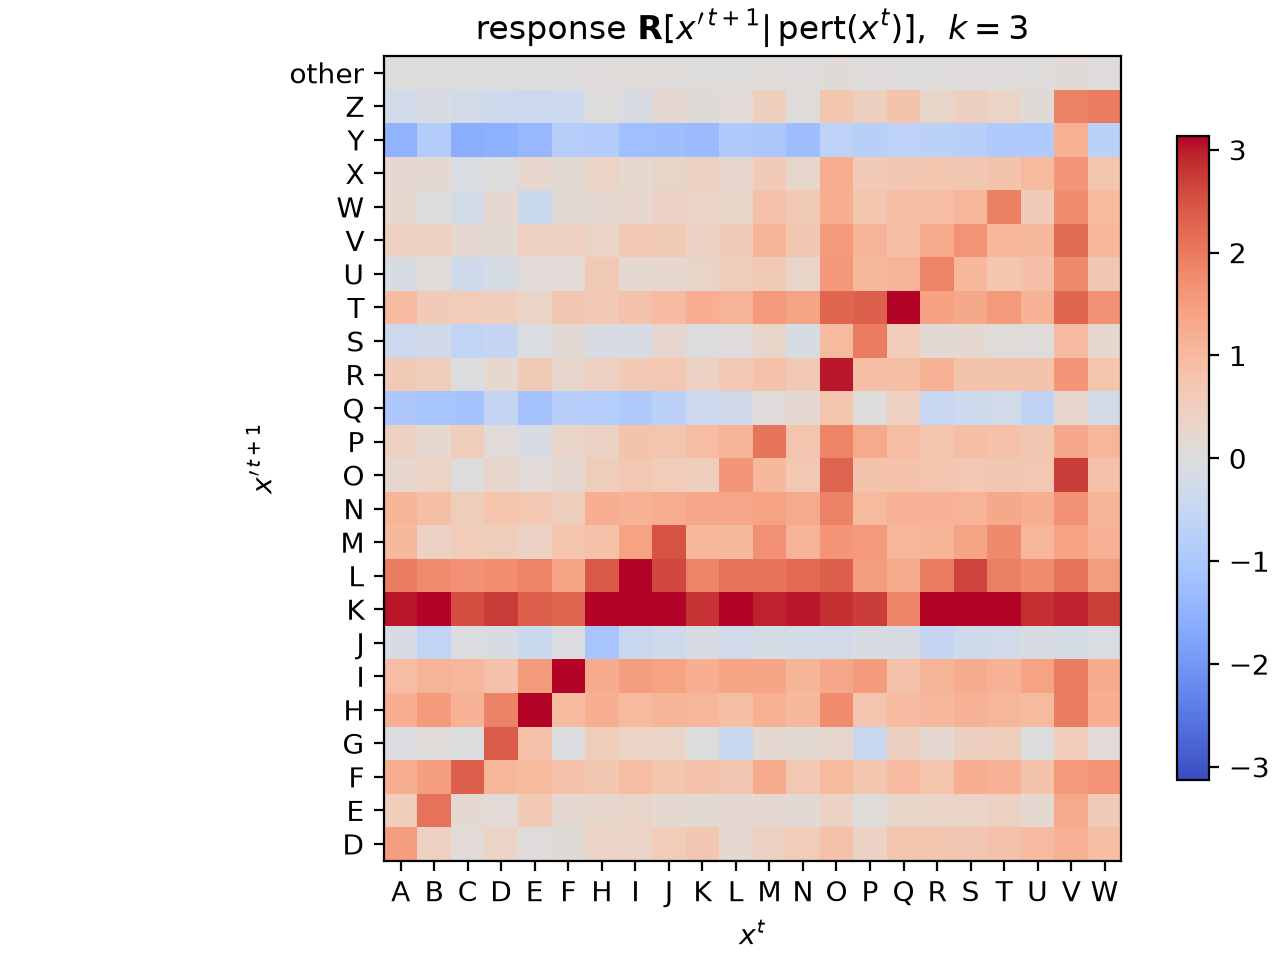 response R[x′ᵗ⁺¹| pert(xᵗ)], k = 3
other
Z
Y
X
W
V
U
T
S
R
Q
P
O
N
M
L
K
J
I
H
G
F
E
D
x′ᵗ⁺¹
A B C D E F H I J K L M N O P Q R S T U V W
xᵗ
3
2
1
0
−1
−2
−3